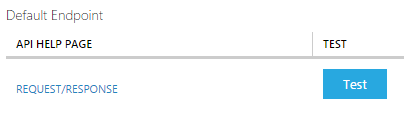 Default Endpoint
API HELP PAGE TEST
REQUEST/RESPONSE Test